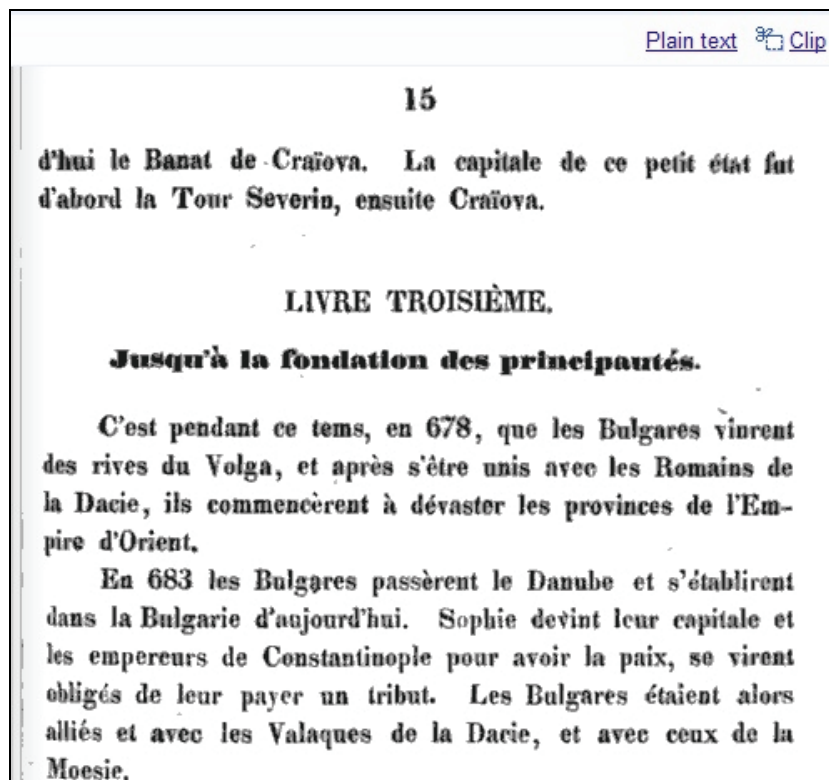 Plain text Clip
15
d'hui le Banat de Craïova. La capitale de ce petit état fut
d'abord la Tour Severin, ensuite Craïova.
LIVRE TROISIÈME.
Jusqu'à la fondation des principautés.
C'est pendant ce tems, en 678, que les Bulgares vinrent
des rives du Volga, et après s'être unis avec les Romains de
la Dacie, ils commencèrent à dévaster les provinces de l'Em-
pire d'Orient.
En 683 les Bulgares passèrent le Danube et s'établirent
dans la Bulgarie d'aujourd'hui. Sophie devint leur capitale et
les empereurs de Constantinople pour avoir la paix, se virent
obligés de leur payer un tribut. Les Bulgares étaient alors
alliés et avec les Valaques de la Dacie, et avec ceux de la
Moesie.